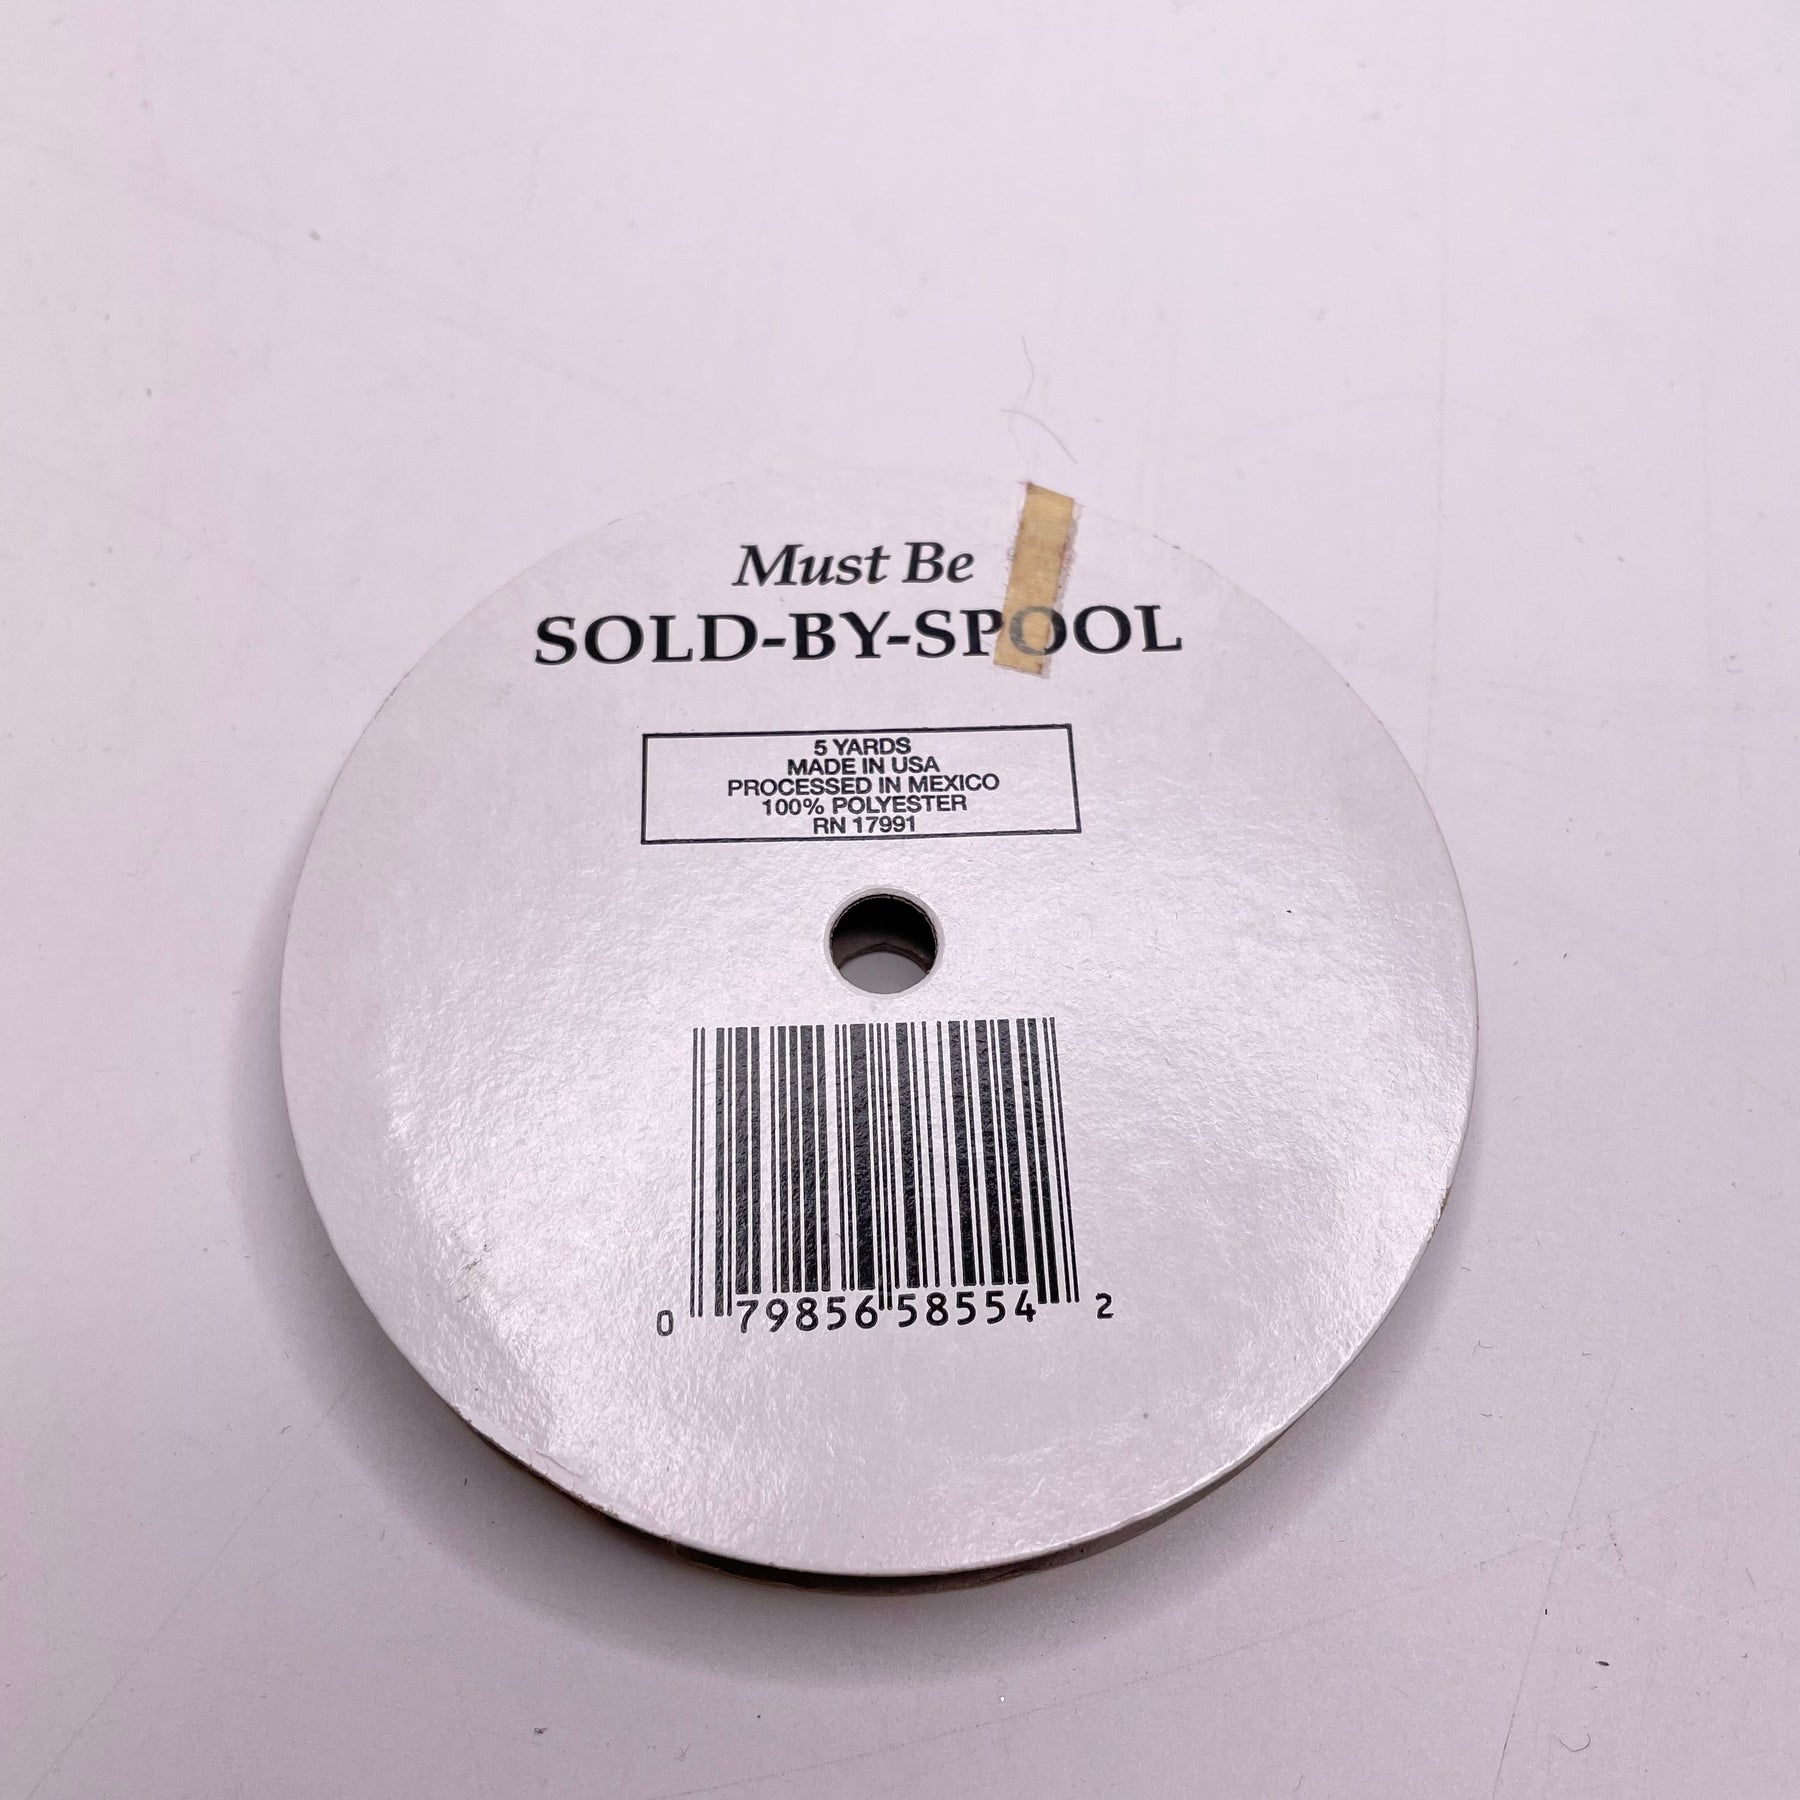 Must Be
SOLD-BY-SPOOL
5 YARDS
MADE IN USA
PROCESSED IN MEXICO
100% POLYESTER
RN 17991
0 79856 58554 2